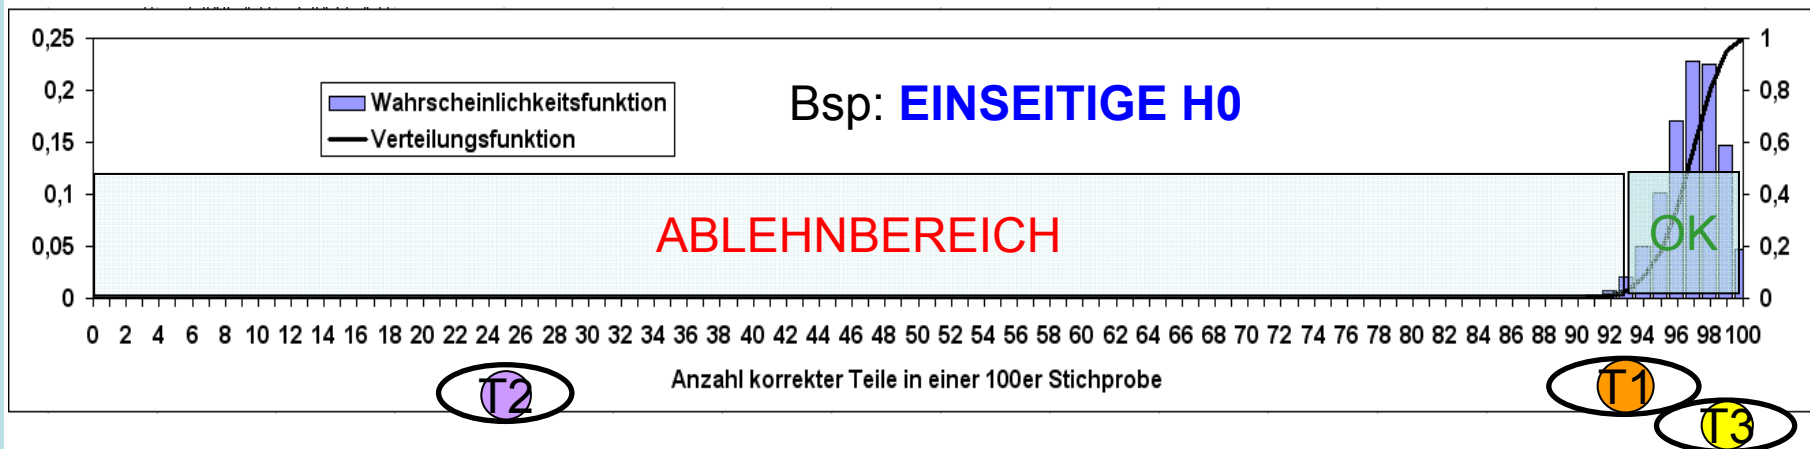 0,25
0,2
0,15
0,1
0,05
0
Wahrscheinlichkeitsfunktion
Verteilungsfunktion
Bsp: EINSEITIGE H0
ABLEHNBEREICH
OK
1
0,8
0,6
0,4
0,2
0
0 2 4 6 8 10 12 14 16 18 20 22 24 26 28 30 32 34 36 38 40 42 44 46 48 50 52 54 56 58 60 62 64 66 68 70 72 74 76 78 80 82 84 86 88 90 92 94 96 98 100
Anzahl korrekter Teile in einer 100er Stichprobe
T2
T1
T3